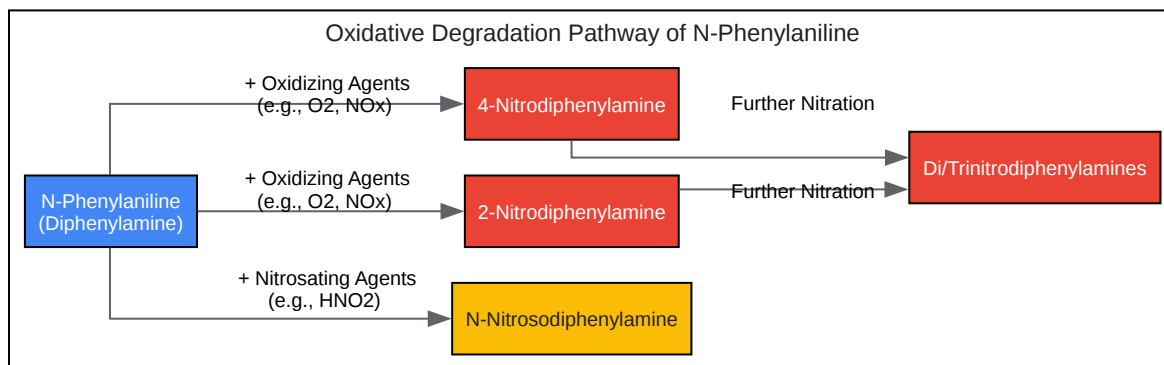 Oxidative Degradation Pathway of N-Phenylaniline
+ Oxidizing Agents
(e.g., O2, NOx)
4-Nitrodiphenylamine
Further Nitration
Di/Trinitrodiphenylamines
N-Phenylaniline
(Diphenylamine)
+ Oxidizing Agents
(e.g., O2, NOx)
2-Nitrodiphenylamine
Further Nitration
+ Nitrosating Agents
(e.g., HNO2)
N-Nitrosodiphenylamine